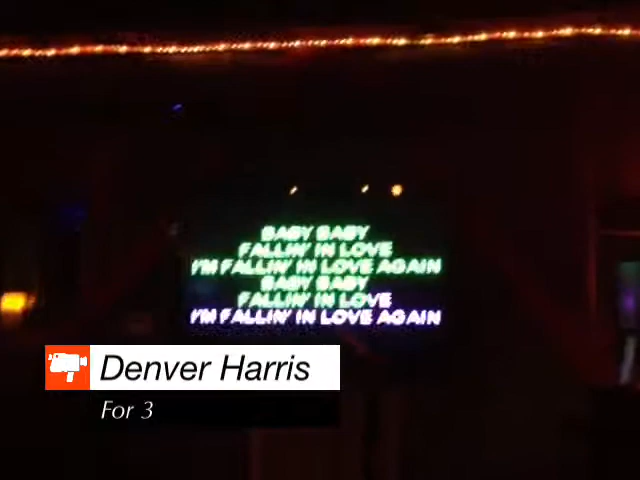 BABY BABY
FALLIN' IN LOVE
I'M FALLIN' IN LOVE AGAIN
BABY BABY
FALLIN' IN LOVE
I'M FALLIN' IN LOVE AGAIN
Denver Harris
For 3